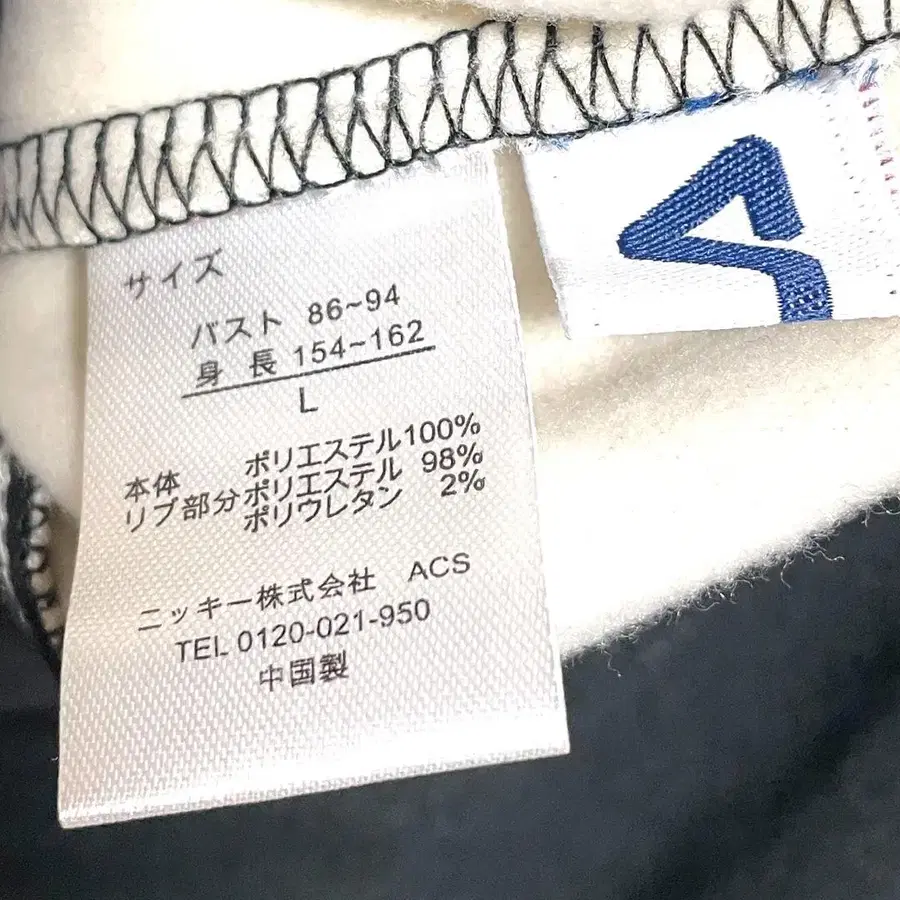 サイズ
バスト 86~94
身長 154~162
L
本体 ポリエステル100%
リブ部分ポリエステル 98%
ポリウレタン 2%
ニッキー株式会社 ACS
TEL 0120-021-950
中国製